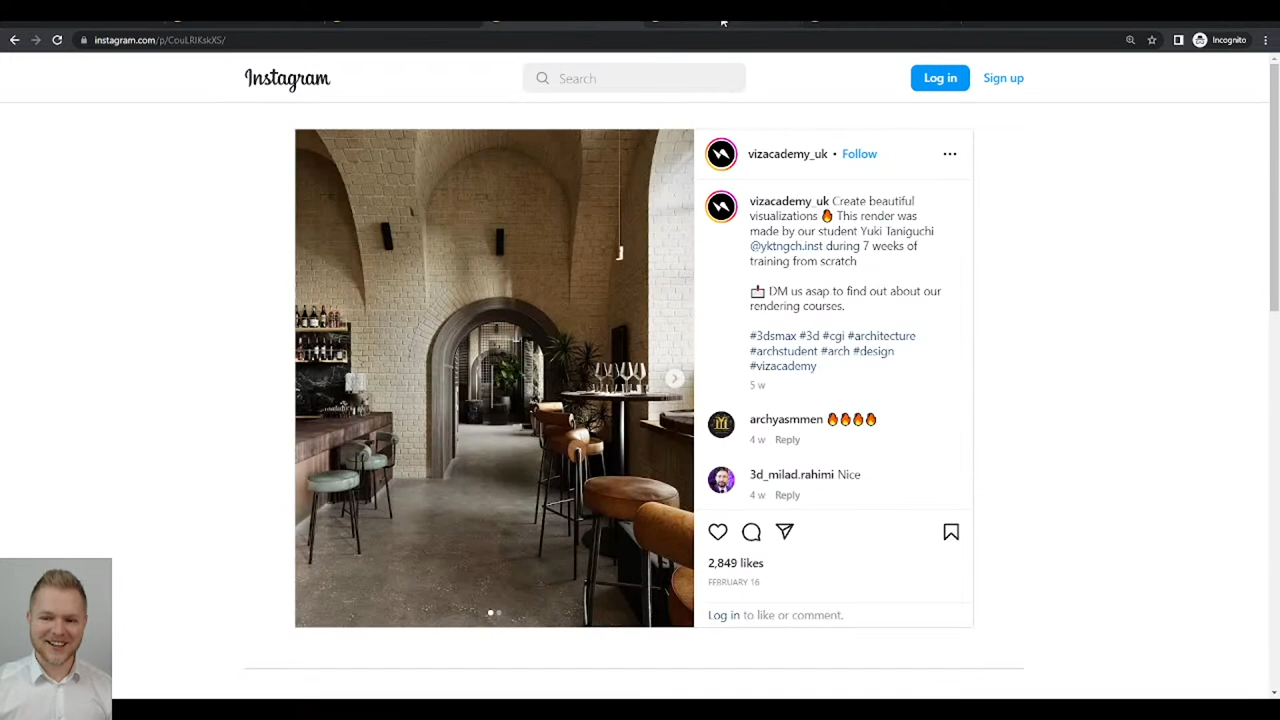 instagram.com/p/CouLRlKskXS/
Incognito
Instagram
Search
Log in
Sign up
vizacademy_uk • Follow
vizacademy_uk Create beautiful
visualizations 🔥 This render was
made by our student Yuki Taniguchi
@yktngch.inst during 7 weeks of
training from scratch
📩 DM us asap to find out about our
rendering courses.
#3dsmax #3d #cgi #architecture
#archstudent #arch #design
#vizacademy
5 w
archyasmmen 🔥🔥🔥🔥
4 w Reply
3d_milad.rahimi Nice
4 w Reply
2,849 likes
FEBRUARY 16
Log in to like or comment.